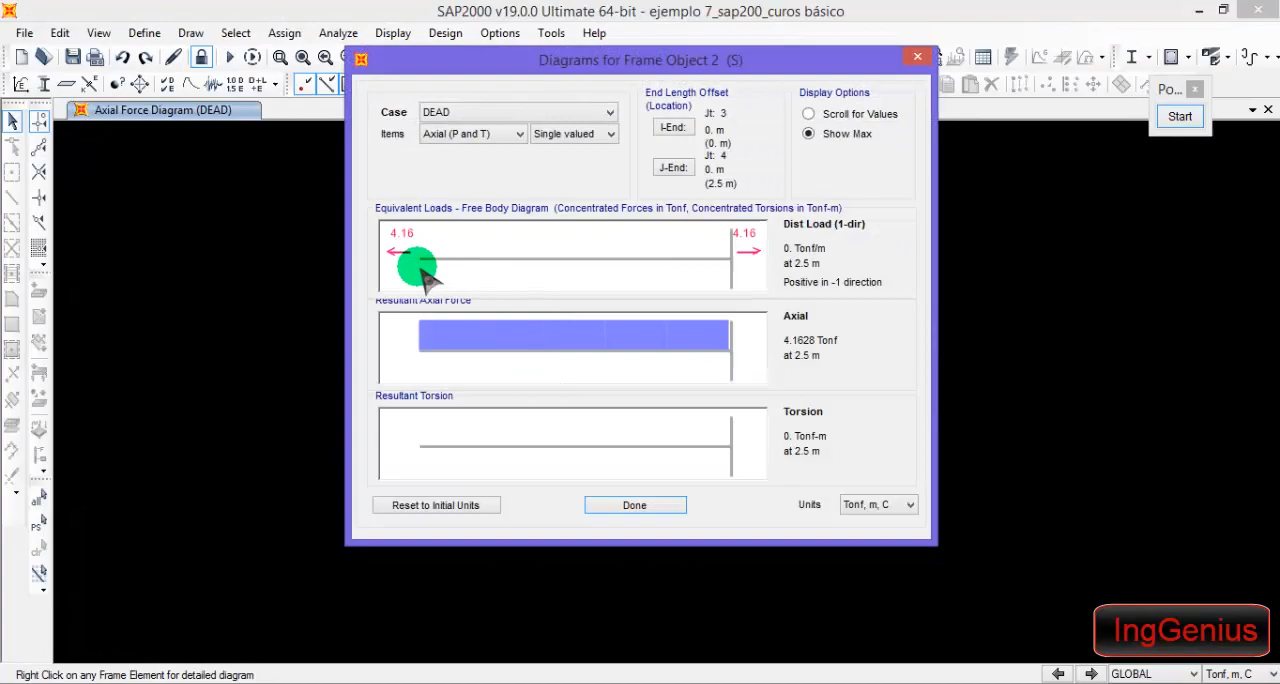 SAP2000 v19.0.0 Ultimate 64-bit - ejemplo 7_sap200_curos básico
File Edit View Define Draw Select Assign Analyze Display Design Options Tools Help
Axial Force Diagram (DEAD)
Po...
Start
Diagrams for Frame Object 2 (S)
Case DEAD
Items Axial (P and T) Single valued
End Length Offset
(Location)
I-End:
Jt: 3
0. m
(0. m)
J-End:
Jt: 4
0. m
(2.5 m)
Display Options
Scroll for Values
Show Max
Equivalent Loads - Free Body Diagram (Concentrated Forces in Tonf, Concentrated Torsions in Tonf-m)
4.16 4.16
Dist Load (1-dir)
0. Tonf/m
at 2.5 m
Positive in -1 direction
Resultant Axial Force
Axial
4.1628 Tonf
at 2.5 m
Resultant Torsion
Torsion
0. Tonf-m
at 2.5 m
Reset to Initial Units Done Units Tonf, m, C
all
PS
clr
IngGenius
Right Click on any Frame Element for detailed diagram GLOBAL Tonf, m, C